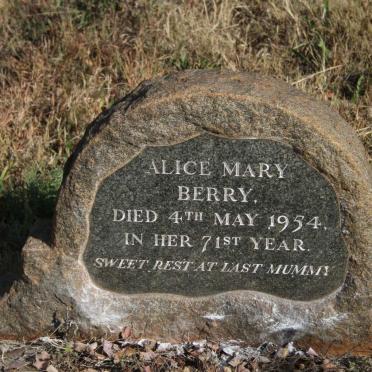 ALICE MARY
BERRY.
DIED 4TH MAY 1954.
IN HER 71ST YEAR.
SWEET REST AT LAST MUMMY